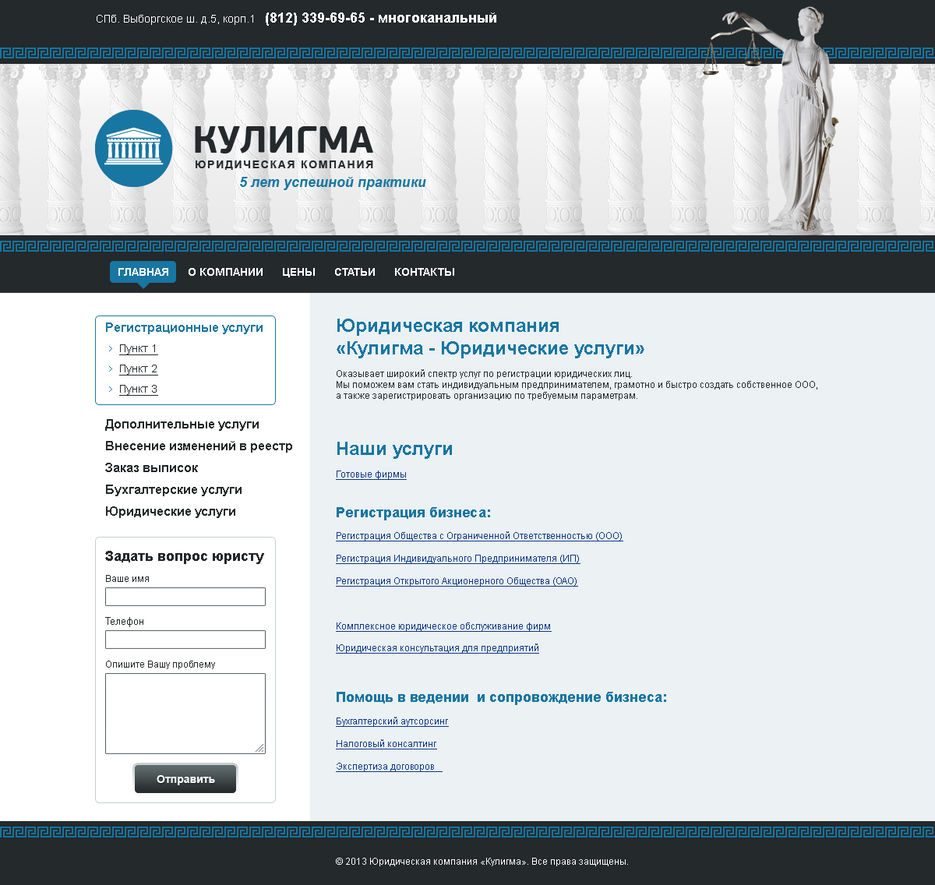 СПб. Выборгское ш. д.5, корп.1 (812) 339-69-65 - многоканальный
КУЛИГМА
ЮРИДИЧЕСКАЯ КОМПАНИЯ
5 лет успешной практики
ГЛАВНАЯ О КОМПАНИИ ЦЕНЫ СТАТЬИ КОНТАКТЫ
Регистрационные услуги
Пункт 1
Пункт 2
Пункт 3
Дополнительные услуги
Внесение изменений в реестр
Заказ выписок
Бухгалтерские услуги
Юридические услуги
Задать вопрос юристу
Ваше имя
Телефон
Опишите Вашу проблему
Отправить
Юридическая компания
«Кулигма - Юридические услуги»
Оказывает широкий спектр услуг по регистрации юридических лиц.
Мы поможем вам стать индивидуальным предпринимателем, грамотно и быстро создать собственное ООО,
а также зарегистрировать организацию по требуемым параметрам.
Наши услуги
Готовые фирмы
Регистрация бизнеса:
Регистрация Общества с Ограниченной Ответственностью (ООО)
Регистрация Индивидуального Предпринимателя (ИП)
Регистрация Открытого Акционерного Общества (ОАО)
Комплексное юридическое обслуживание фирм
Юридическая консультация для предприятий
Помощь в ведении и сопровождение бизнеса:
Бухгалтерский аутсорсинг
Налоговый консалтинг
Экспертиза договоров
© 2013 Юридическая компания «Кулигма». Все права защищены.